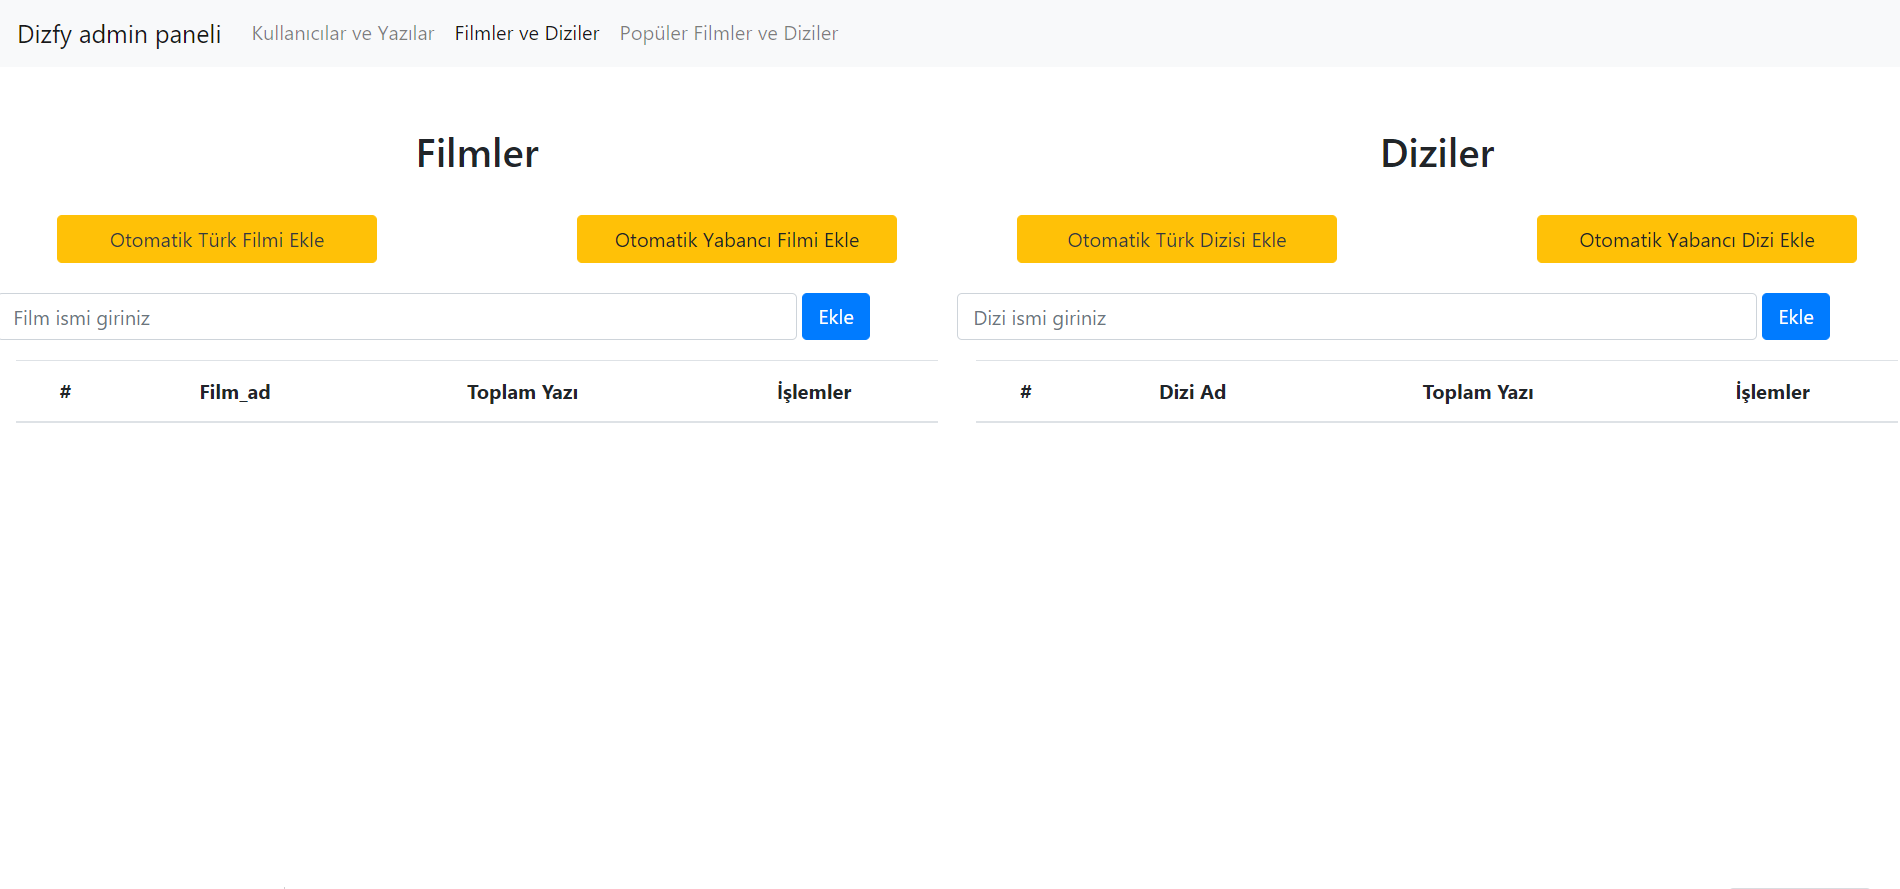 Dizfy admin paneli Kullanıcılar ve Yazılar Filmler ve Diziler Popüler Filmler ve Diziler
Filmler
Otomatik Türk Filmi Ekle Otomatik Yabancı Filmi Ekle
Film ismi giriniz Ekle
# Film_ad Toplam Yazı İşlemler
Diziler
Otomatik Türk Dizisi Ekle Otomatik Yabancı Dizi Ekle
Dizi ismi giriniz Ekle
# Dizi Ad Toplam Yazı İşlemler